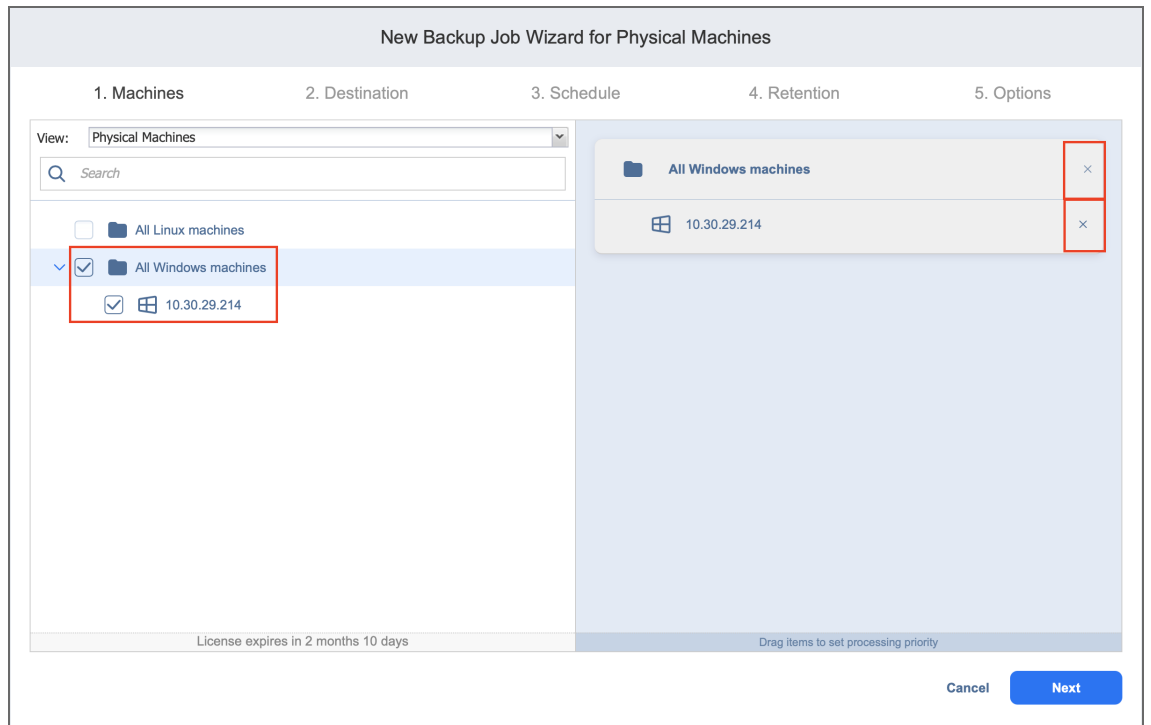 New Backup Job Wizard for Physical Machines
1. Machines
2. Destination
3. Schedule
4. Retention
5. Options
View: Physical Machines
Search
All Linux machines
All Windows machines
10.30.29.214
License expires in 2 months 10 days
All Windows machines
10.30.29.214
Drag items to set processing priority
Cancel
Next